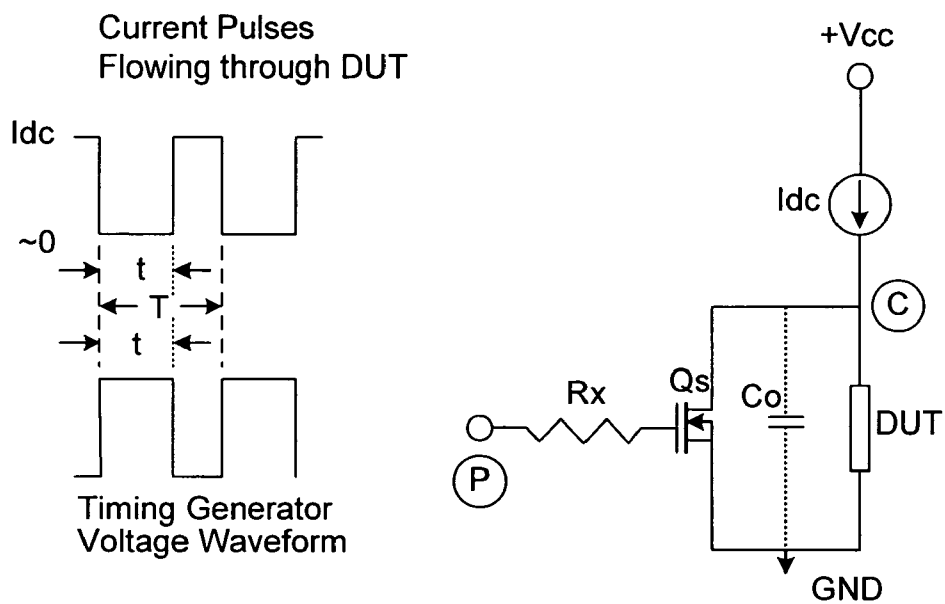 Current Pulses
Flowing through DUT
Idc
~0
t
T
t
Timing Generator
Voltage Waveform
+Vcc
Idc
C
Qs
Co
DUT
Rx
P
GND